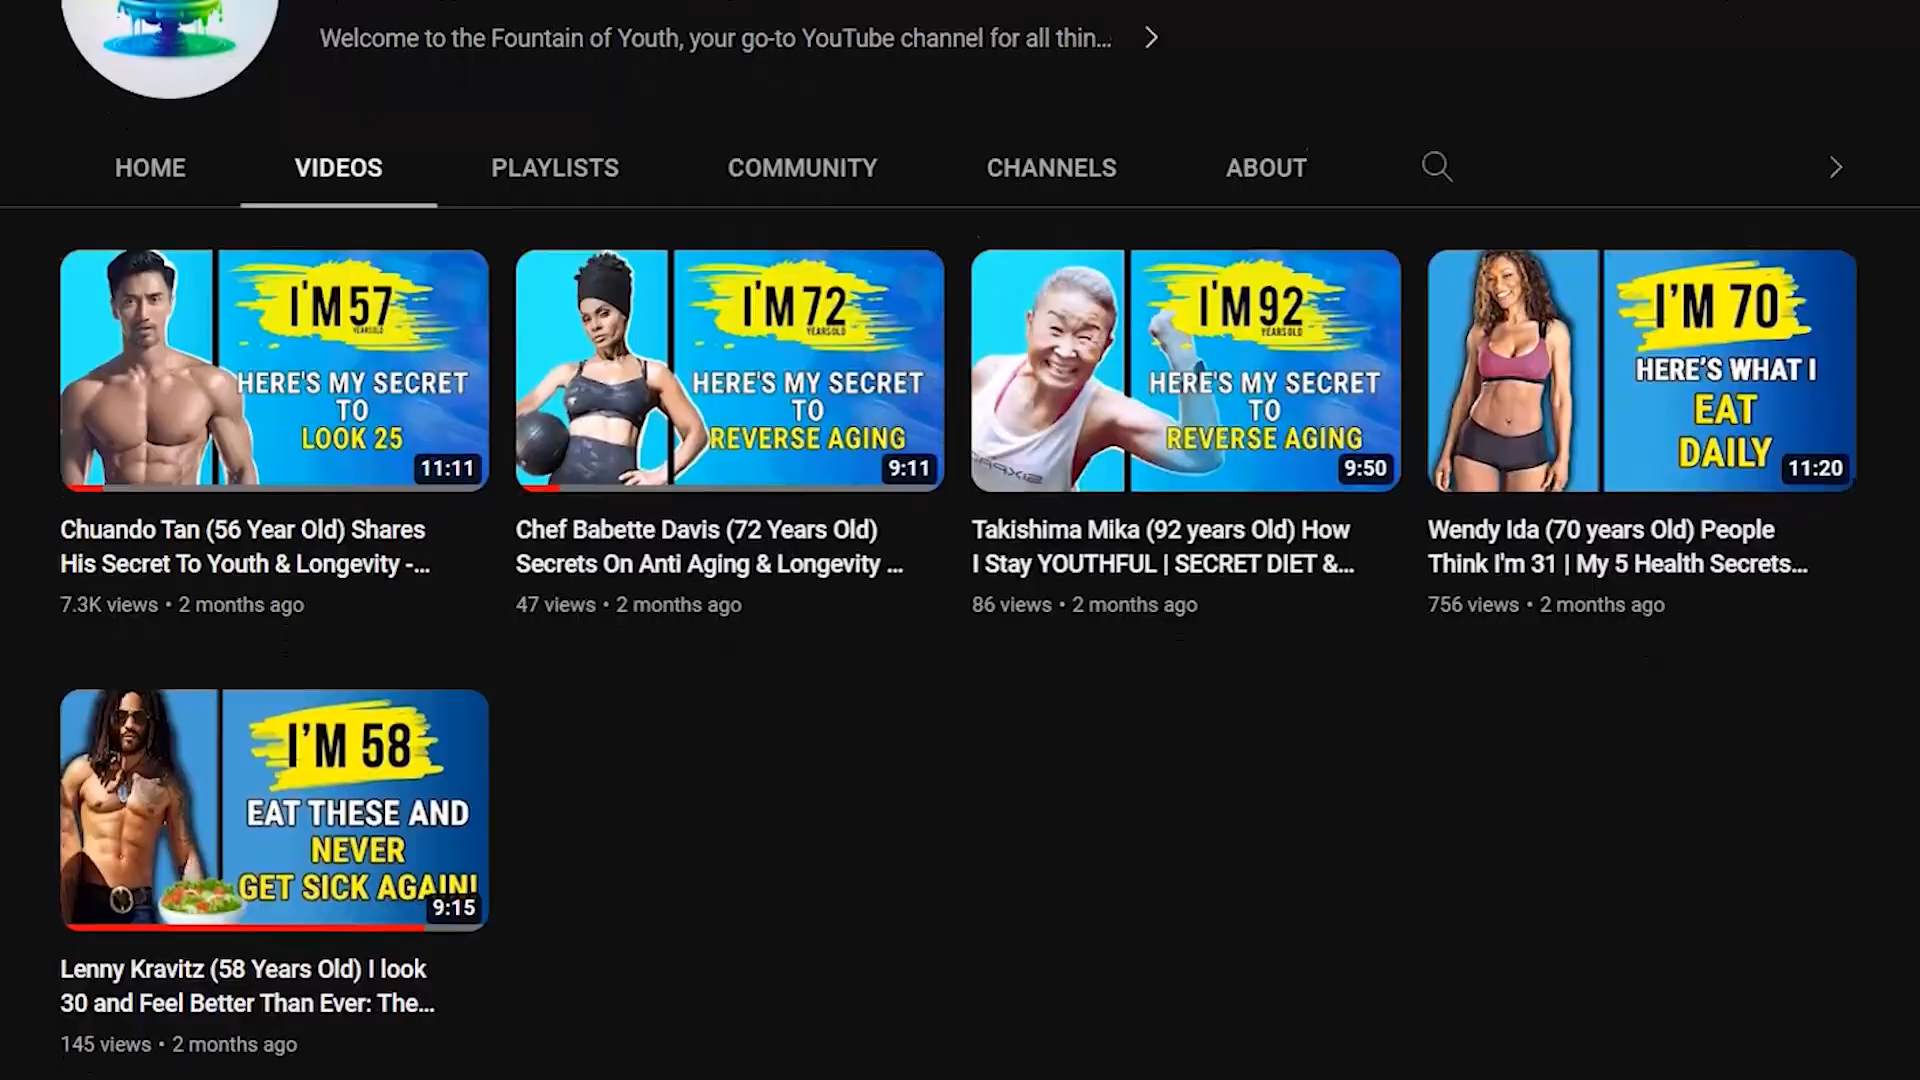 Welcome to the Fountain of Youth, your go-to YouTube channel for all thin...
HOME VIDEOS PLAYLISTS COMMUNITY CHANNELS ABOUT
I'M 57
YEARS OLD
HERE'S MY SECRET
TO
LOOK 25
11:11
Chuando Tan (56 Year Old) Shares
His Secret To Youth & Longevity -...
7.3K views • 2 months ago
I'M 72
YEARS OLD
HERE'S MY SECRET
TO
REVERSE AGING
9:11
Chef Babette Davis (72 Years Old)
Secrets On Anti Aging & Longevity ...
47 views • 2 months ago
I'M 92
YEARS OLD
HERE'S MY SECRET
TO
REVERSE AGING
9:50
Takishima Mika (92 years Old) How
I Stay YOUTHFUL | SECRET DIET &...
86 views • 2 months ago
I'M 70
HERE'S WHAT I
EAT
DAILY
11:20
Wendy Ida (70 years Old) People
Think I'm 31 | My 5 Health Secrets...
756 views • 2 months ago
I'M 58
EAT THESE AND
NEVER
GET SICK AGAIN!
9:15
Lenny Kravitz (58 Years Old) I look
30 and Feel Better Than Ever: The...
145 views • 2 months ago